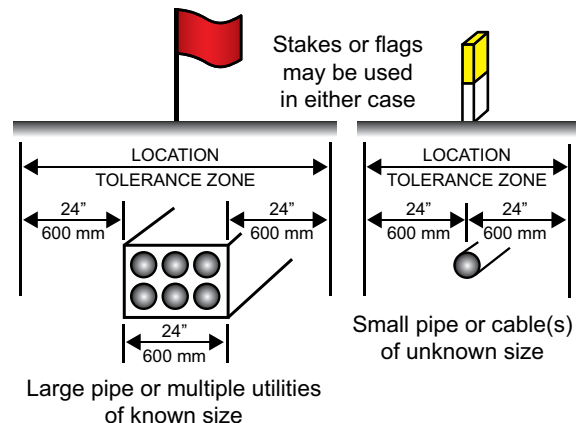 Stakes or flags
may be used
in either case
LOCATION
TOLERANCE ZONE
24”
600 mm
24”
600 mm
24”
600 mm
Large pipe or multiple utilities
of known size
LOCATION
TOLERANCE ZONE
24”
600 mm
24”
600 mm
Small pipe or cable(s)
of unknown size